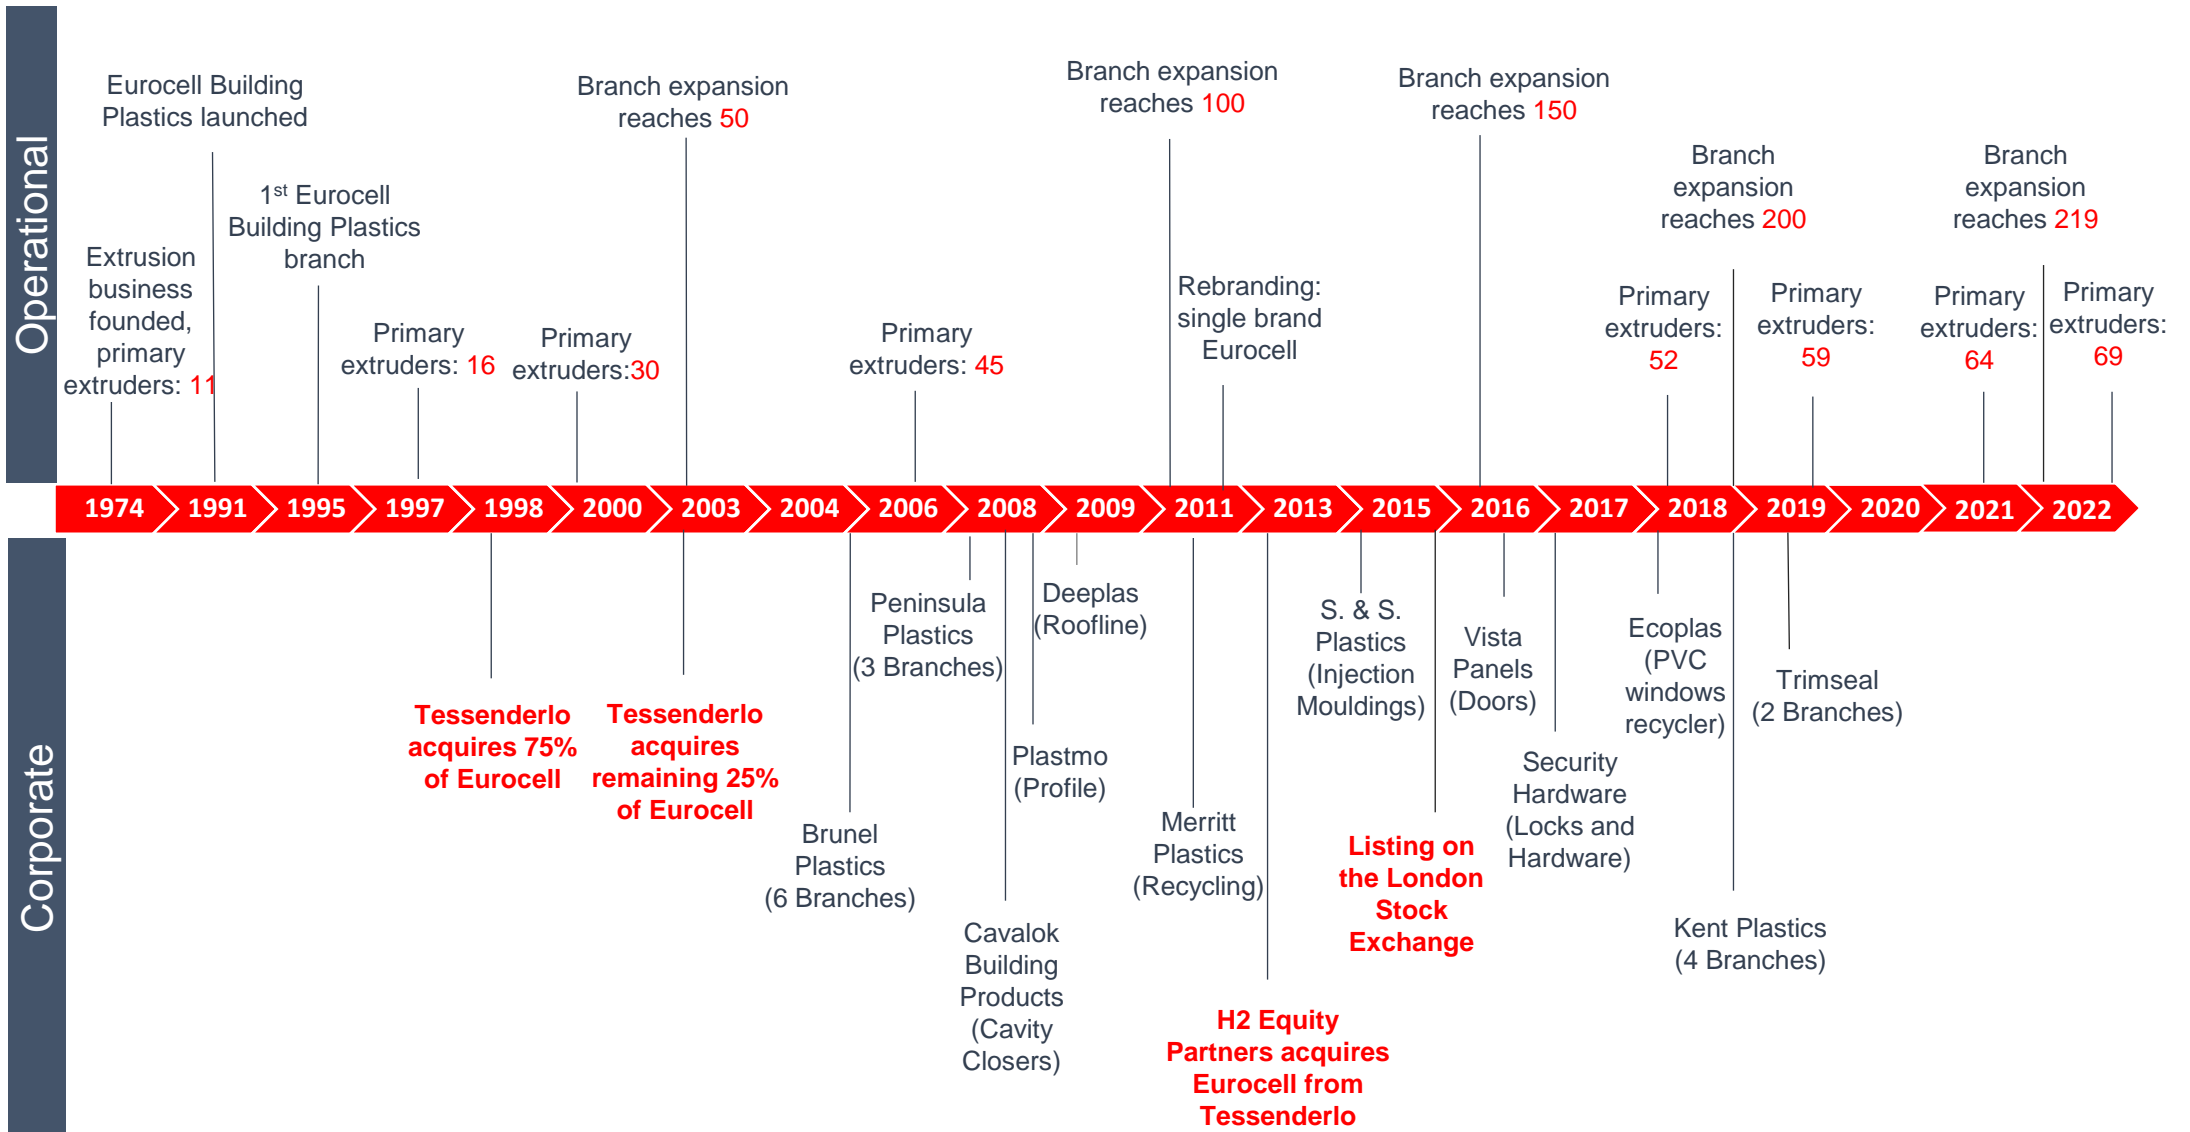 Operational
Eurocell Building
Plastics launched
Extrusion
business
founded,
primary
extruders: 11
1st Eurocell
Building Plastics
branch
Primary
extruders: 16
Primary
extruders:30
Branch expansion
reaches 50
Primary
extruders: 45
Branch expansion
reaches 100
Rebranding:
single brand
Eurocell
Branch expansion
reaches 150
Primary
extruders:
52
Branch
expansion
reaches 200
Primary
extruders:
59
Primary
extruders:
64
Branch
expansion
reaches 219
Primary
extruders:
69
1974 1991 1995 1997 1998 2000 2003 2004 2006 2008 2009 2011 2013 2015 2016 2017 2018 2019 2020 2021 2022
Corporate
Tessenderlo
acquires 75%
of Eurocell
Tessenderlo
acquires
remaining 25%
of Eurocell
Brunel
Plastics
(6 Branches)
Peninsula
Plastics
(3 Branches)
Cavalok
Building
Products
(Cavity
Closers)
Plastmo
(Profile)
Deeplas
(Roofline)
Merritt
Plastics
(Recycling)
H2 Equity
Partners acquires
Eurocell from
Tessenderlo
S. & S.
Plastics
(Injection
Mouldings)
Listing on
the London
Stock
Exchange
Vista
Panels
(Doors)
Security
Hardware
(Locks and
Hardware)
Ecoplas
(PVC
windows
recycler)
Kent Plastics
(4 Branches)
Trimseal
(2 Branches)